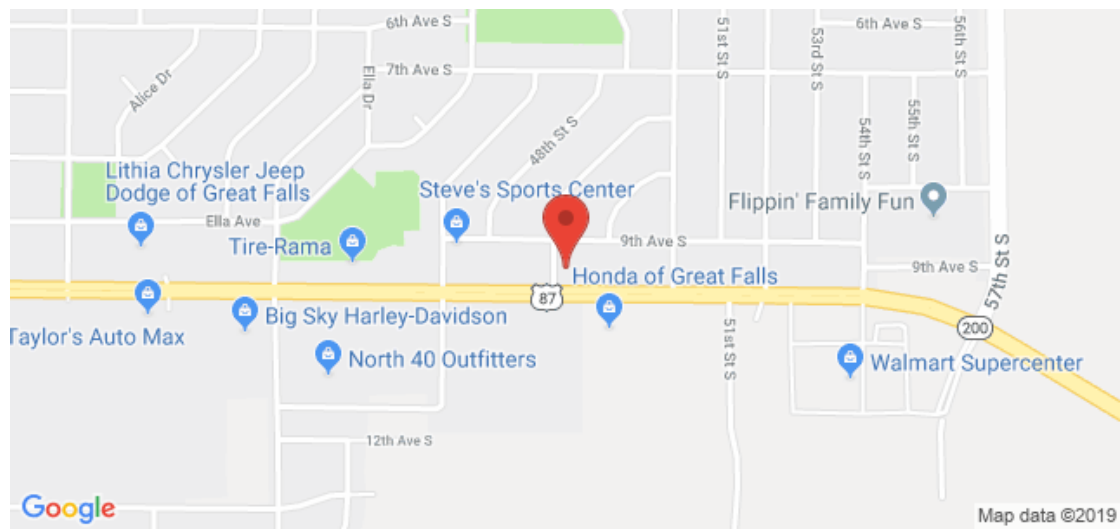 6th Ave S
51st St S
53rd St S
6th Ave S
56th St S
Alice Dr
Ella Dr
7th Ave S
48th St S
54th St S
55th St S
Lithia Chrysler Jeep
Dodge of Great Falls
Steve's Sports Center
Flippin' Family Fun
Ella Ave
Tire-Rama
9th Ave S
9th Ave S
57th St S
Honda of Great Falls
87
Taylor's Auto Max
Big Sky Harley-Davidson
200
North 40 Outfitters
51st St S
Walmart Supercenter
12th Ave S
Google
Map data ©2019